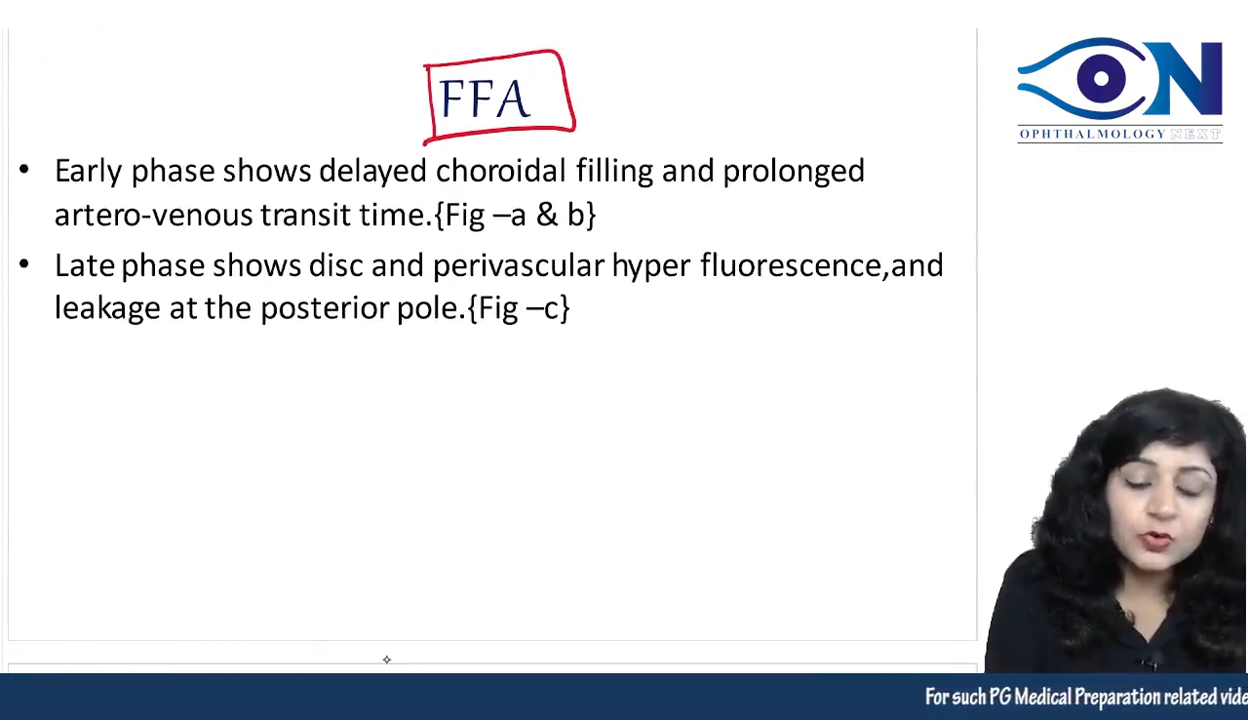 FFA
• Early phase shows delayed choroidal filling and prolonged
artero-venous transit time.{Fig –a & b}
• Late phase shows disc and perivascular hyper fluorescence,and
leakage at the posterior pole.{Fig –c}
ON
OPHTHALMOLOGY NEXT
For such PG Medical Preparation related vide